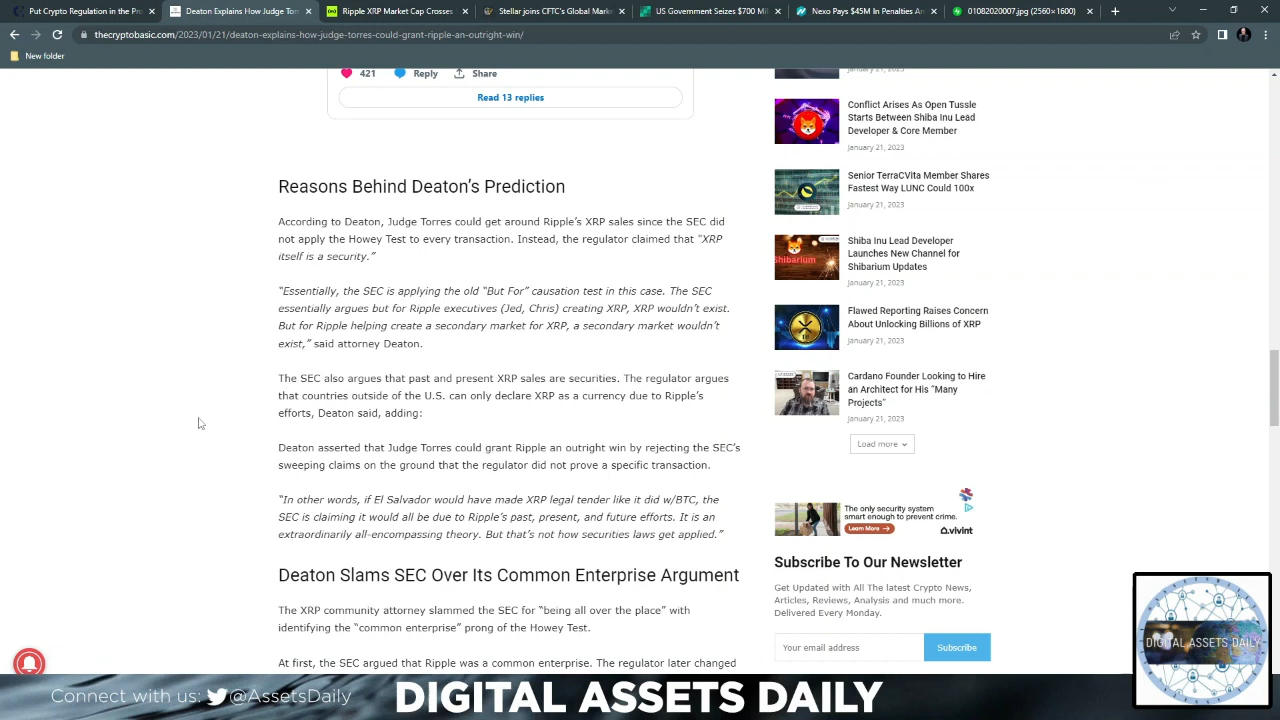 Ripple XRP Market Cap Crosses
Stellar Joins CFTC's Global Mark
US Government Seizes $700 Mi
Nexo Pays $45M In Penalties An
01082020007.jpg (250×1600)
Deaton Explains How Judge Torr
thecryptobasic.com/2023/01/21/deaton-explains-how-judge-torres-could-grant-ripple-an-outright-win/
New folder
421 Reply Share
Read 13 replies
Reasons Behind Deaton's Prediction
According to Deaton, Judge Torres could get around Ripple's XRP sales since the SEC did
not apply the Howey Test to every transaction. Instead, the regulator claimed that "XRP
itself is a security."
"Essentially, the SEC is applying the old "But For" causation test in this case. The SEC
essentially argues but for Ripple executives (Jed, Chris) creating XRP, XRP wouldn't exist.
But for Ripple helping create a secondary market for XRP, a secondary market wouldn't
exist," said attorney Deaton.
The SEC also argues that past and present XRP sales are securities. The regulator argues
that countries outside of the U.S. can only declare XRP as a currency due to Ripple's
efforts, Deaton said, adding:
Deaton asserted that Judge Torres could grant Ripple an outright win by rejecting the SEC's
sweeping claims on the ground that the regulator did not prove a specific transaction.
"In other words, if El Salvador would have made XRP legal tender like it did w/BTC, the
SEC is claiming it would all be due to Ripple's past, present and future efforts. It is an
extraordinarily all-encompassing theory. But that's not how securities laws get applied."
Deaton Slams SEC Over Its Common Enterprise Argument
The XRP community attorney slammed the SEC for "being all over the place" with
identifying the "common enterprise" prong of the Howey Test.
first, the SEC claimed that Ripple was a common enterprise. The regulator later changed
January 21, 2023
Conflict Arises As Open Tussle
Starts Between Shiba Inu Lead
Developer & Core Member
January 21, 2023
Senior TerraCVita Member Shares
Fastest Way LUNC Could 100x
January 21, 2023
Shibarium
Shiba Inu Lead Developer
Launches New Channel for
Shibarium Updates
January 21, 2023
Flawed Reporting Raises Concern
About Unlocking Billions of XRP
January 21, 2023
Cardano Founder Looking to Hire
an Architect for His "Many
Projects"
January 21, 2023
Load more
The only security system
smart enough to prevent crime.
Learn More
vivint
Subscribe To Our Newsletter
Get Updated with All The latest Crypto News,
Articles, Reviews, Analysis and much more.
Delivered Every Monday.
Your email address
Subscribe
DIGITAL ASSETS DAILY
Connect with us: @AssetsDaily
DIGITAL ASSETS DAILY